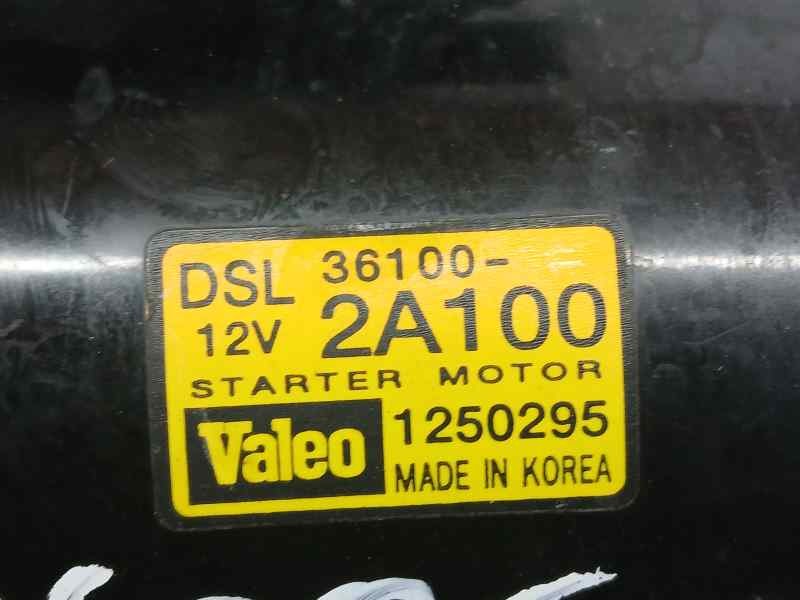 DSL 36100-
12V 2A100
STARTER MOTOR
Valeo 1250295
MADE IN KOREA